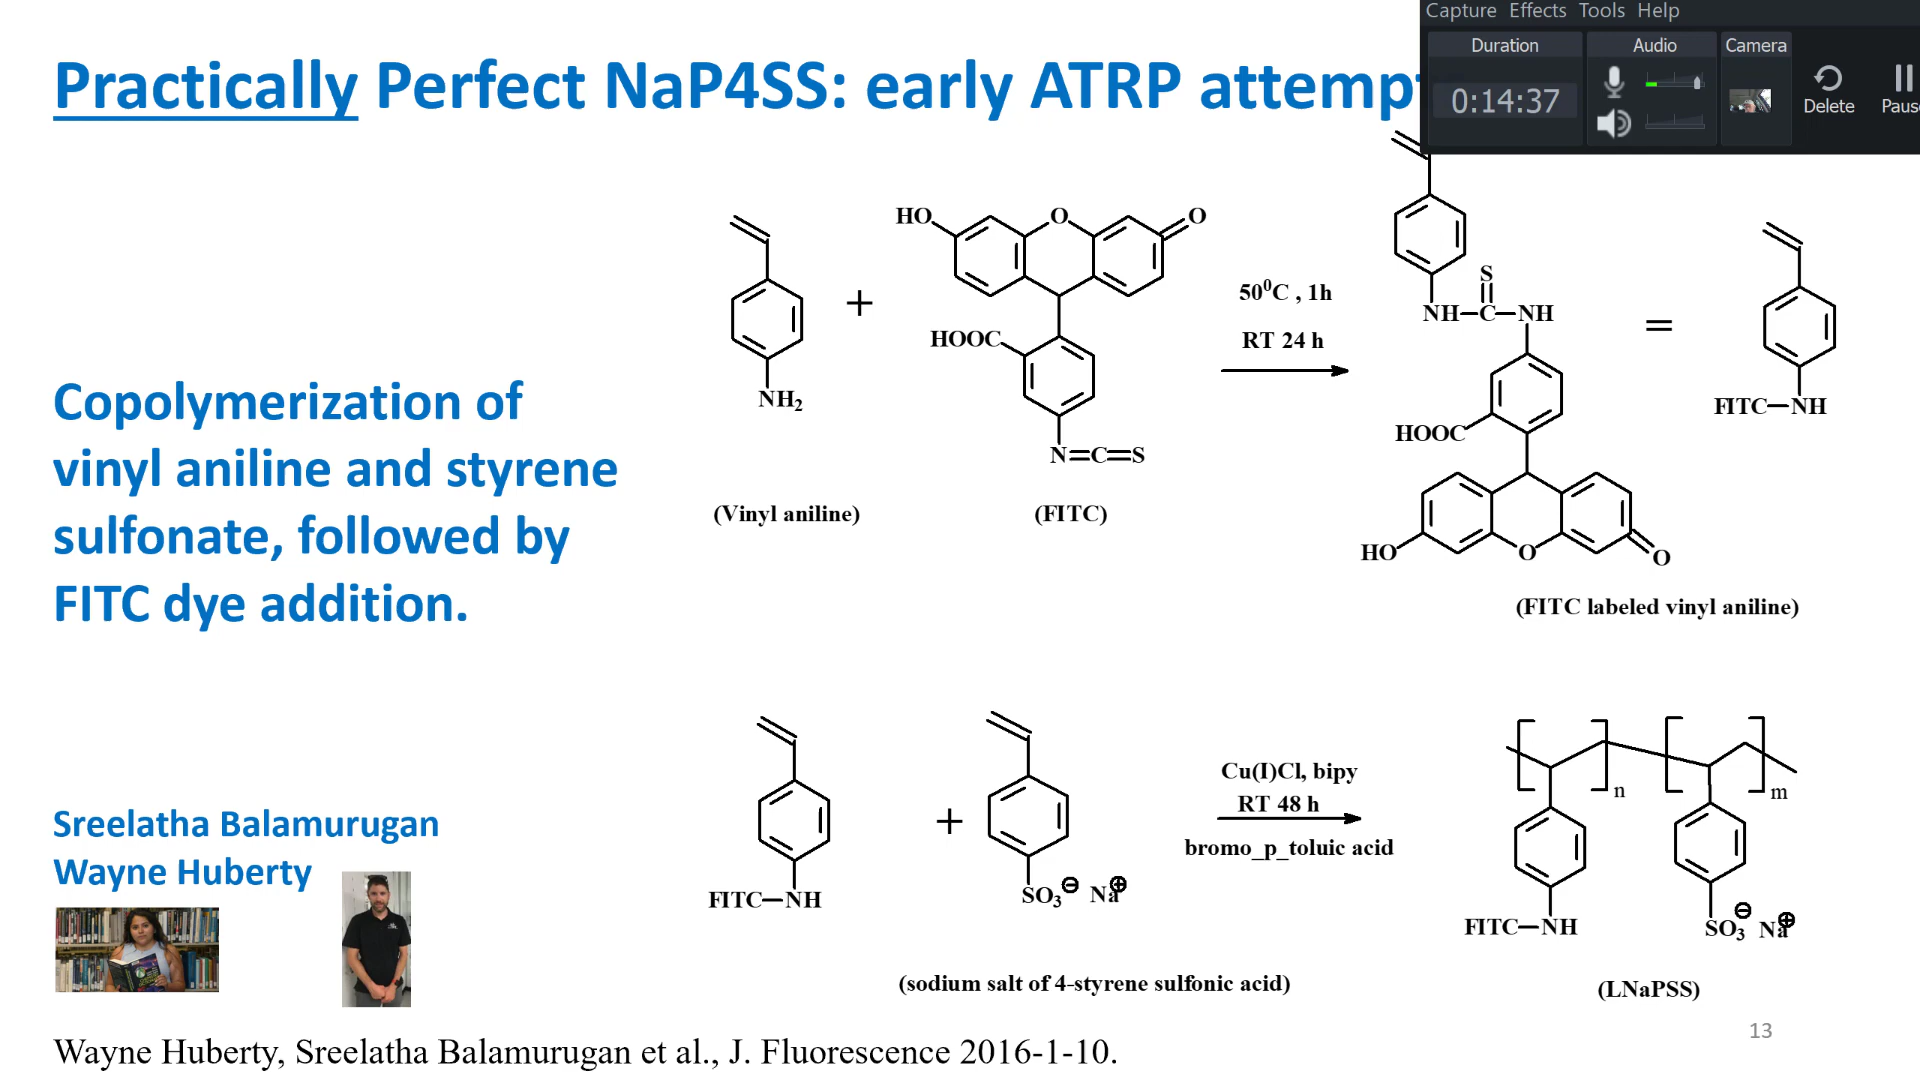 Capture Effects Tools Help
Duration
Audio
Camera
0:14:37
Delete
Paus
Practically Perfect NaP4SS: early ATRP attemp
HO
O
O
HOOC
NH2
N=C=S
+
50⁰C , 1h
RT 24 h
S
NH—C—NH
HOOC
HO
O
O
=
FITC—NH
(Vinyl aniline)
(FITC)
(FITC labeled vinyl aniline)
Copolymerization of
vinyl aniline and styrene
sulfonate, followed by
FITC dye addition.
FITC—NH
+
SO3⊖ Na⊕
Cu(I)Cl, bipy
RT 48 h
bromo_p_toluic acid
n
m
FITC—NH
SO3⊖ Na⊕
(sodium salt of 4-styrene sulfonic acid)
(LNaPSS)
Sreelatha Balamurugan
Wayne Huberty
13
Wayne Huberty, Sreelatha Balamurugan et al., J. Fluorescence 2016-1-10.